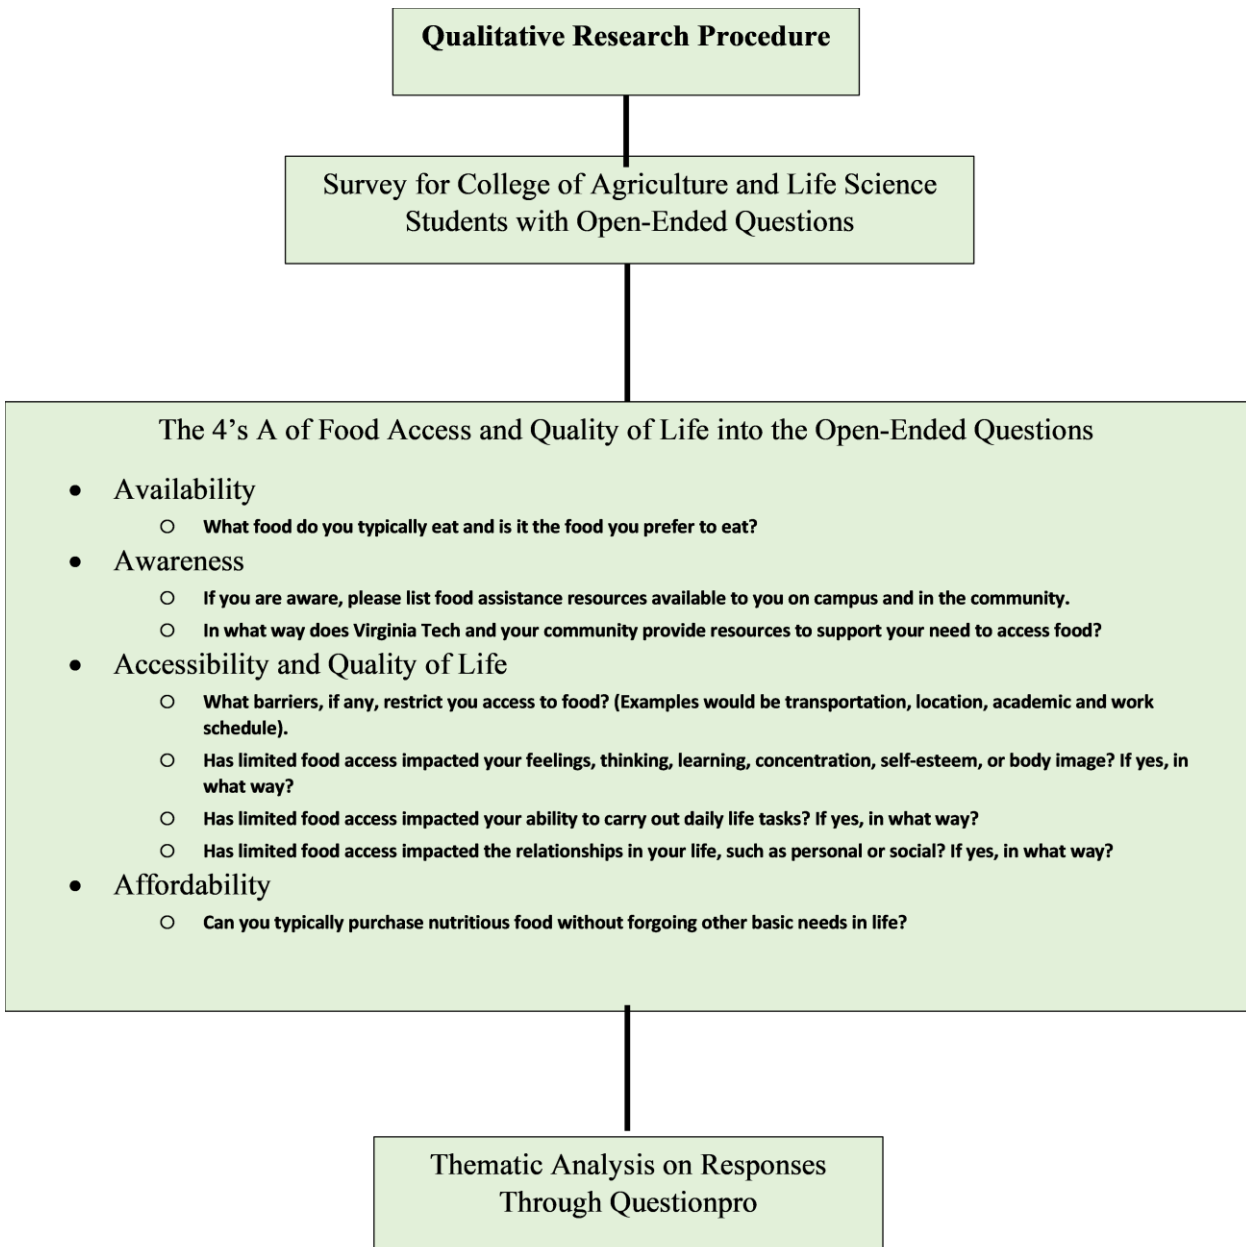 Qualitative Research Procedure
Survey for College of Agriculture and Life Science
Students with Open-Ended Questions
The 4’s A of Food Access and Quality of Life into the Open-Ended Questions
• Availability
o What food do you typically eat and is it the food you prefer to eat?
• Awareness
o If you are aware, please list food assistance resources available to you on campus and in the community.
o In what way does Virginia Tech and your community provide resources to support your need to access food?
• Accessibility and Quality of Life
o What barriers, if any, restrict you access to food? (Examples would be transportation, location, academic and work
schedule).
o Has limited food access impacted your feelings, thinking, learning, concentration, self-esteem, or body image? If yes, in
what way?
o Has limited food access impacted your ability to carry out daily life tasks? If yes, in what way?
o Has limited food access impacted the relationships in your life, such as personal or social? If yes, in what way?
• Affordability
o Can you typically purchase nutritious food without forgoing other basic needs in life?
Thematic Analysis on Responses
Through Questionpro